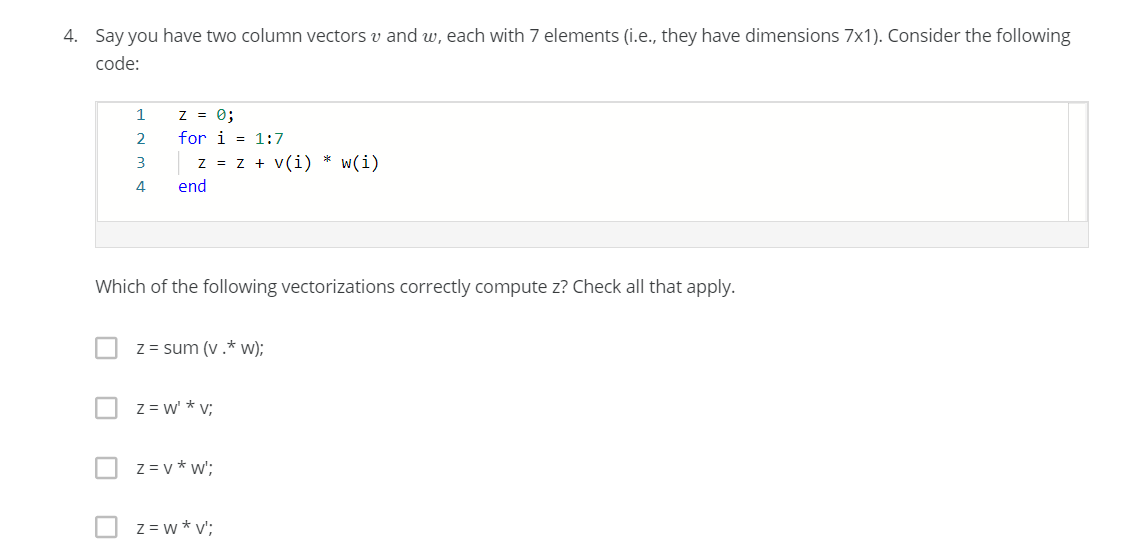 4. Say you have two column vectors v and w, each with 7 elements (i.e., they have dimensions 7x1). Consider the following
code:
1 z = 0;
2 for i = 1:7
3 z = z + v(i) * w(i)
4 end
Which of the following vectorizations correctly compute z? Check all that apply.
z = sum (v .* w);
z = w' * v;
z = v * w';
z = w * v';